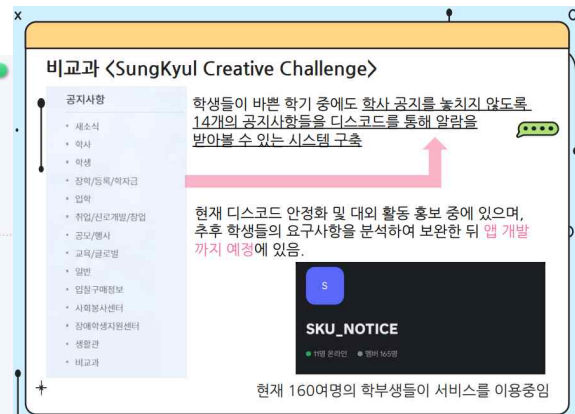 비교과 <SungKyul Creative Challenge>
공지사항
• 새소식
• 학사
• 학생
• 장학/등록/학자금
• 입학
• 취업/진로개발/창업
• 공모/행사
• 교육/글로벌
• 일반
• 입찰구매정보
• 사회봉사센터
• 장애학생지원센터
• 생활관
• 비교과
학생들이 바쁜 학기 중에도 학사 공지를 놓치지 않도록
14개의 공지사항들을 디스코드를 통해 알람을
받아볼 수 있는 시스템 구축
현재 디스코드 안정화 및 대외 활동 홍보 중에 있으며,
추후 학생들의 요구사항을 분석하여 보완한 뒤 앱 개발
까지 예정에 있음.
S
SKU_NOTICE
● 11명 온라인 ● 멤버 165명
현재 160여명의 학부생들이 서비스를 이용중임